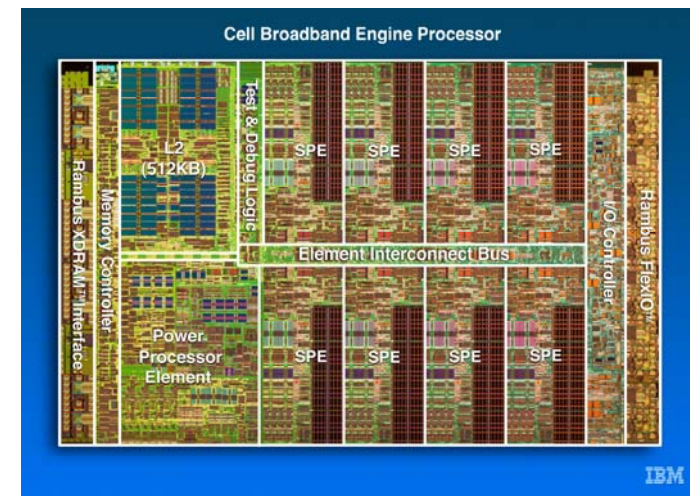 Cell Broadband Engine Processor
Rambus XDRAM™ Interface
Memory Controller
L2
(512KB)
Test & Debug Logic
SPE
SPE
SPE
SPE
Element Interconnect Bus
Power
Processor
Element
SPE
SPE
SPE
SPE
I/O Controller
Rambus FlexIO™
IBM